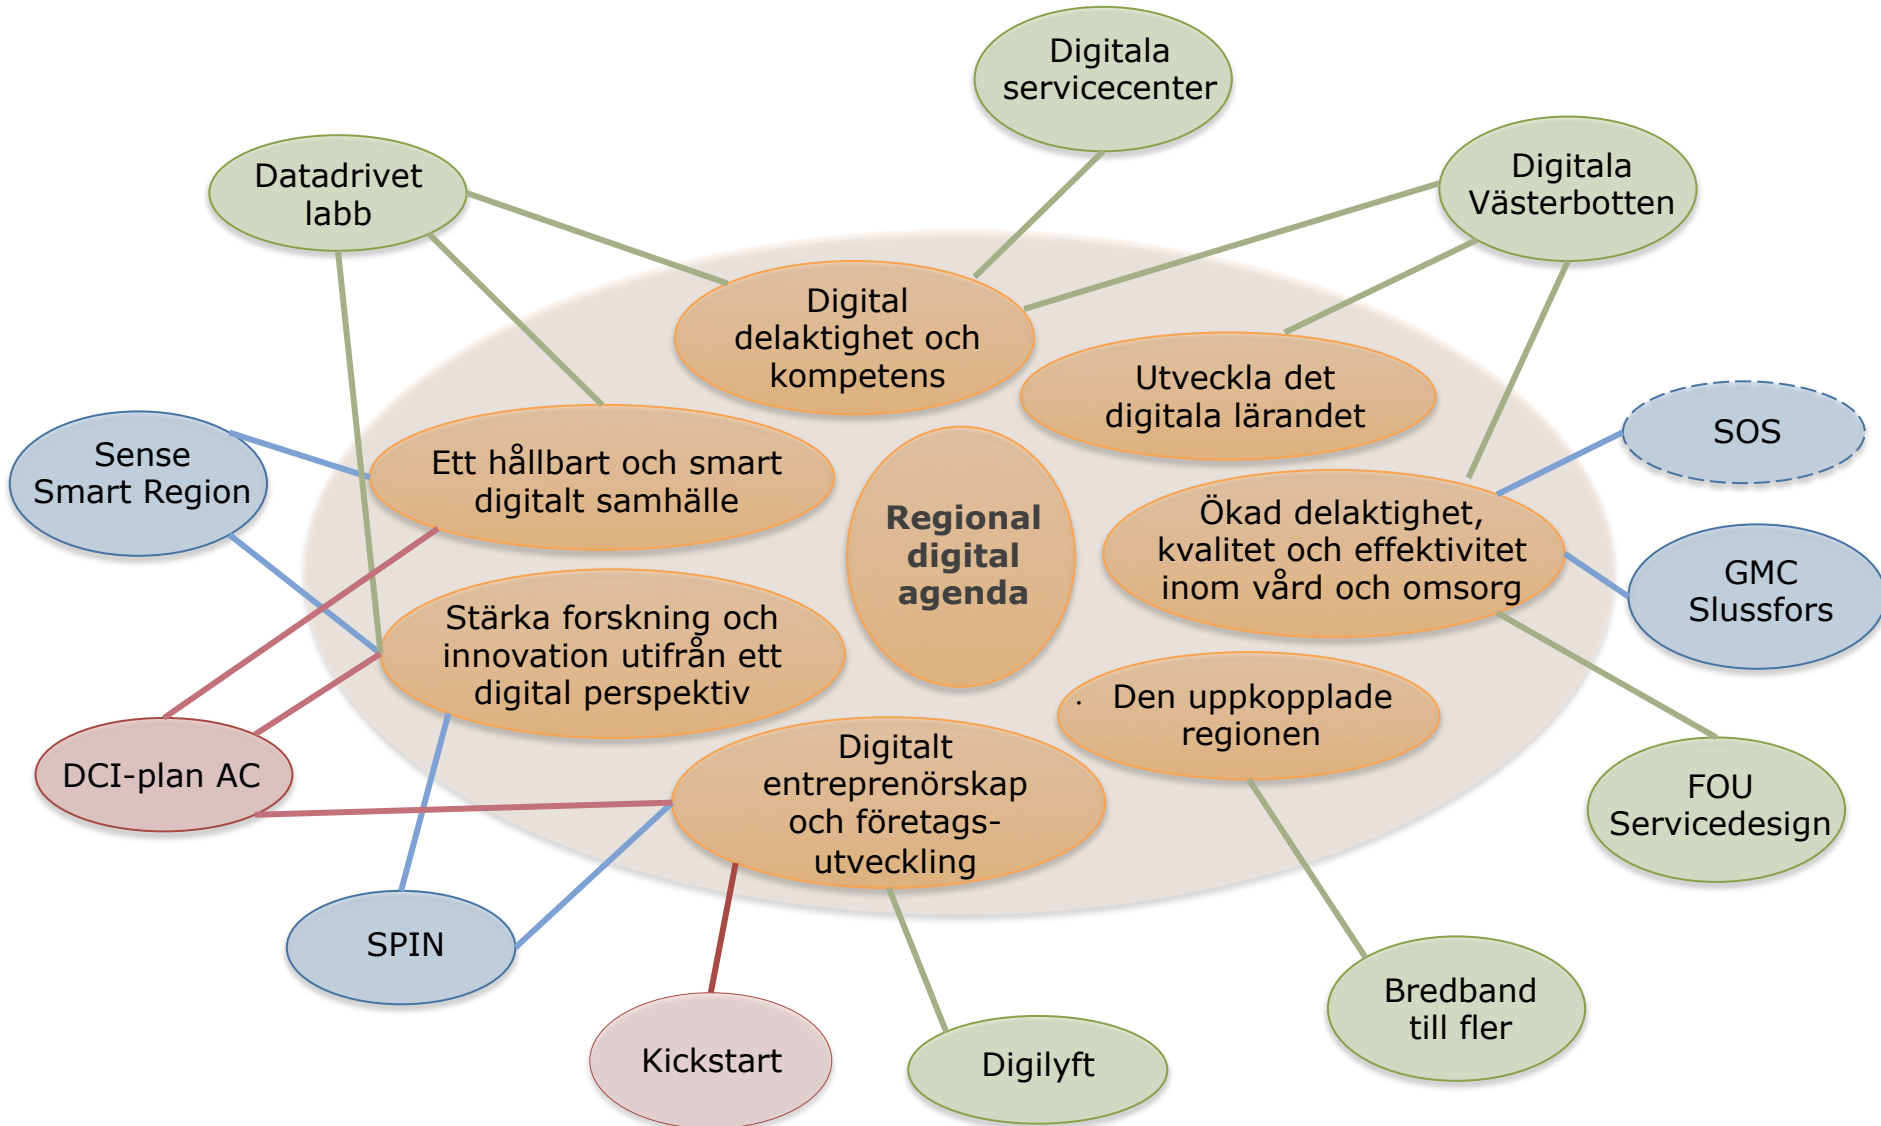 Digitala
servicecenter
Datadrivet
labb
Digitala
Västerbotten
Digital
delaktighet och
kompetens
Utveckla det
digitala lärandet
Sense
Smart Region
Ett hållbart och smart
digitalt samhälle
SOS
Regional
digital
agenda
Ökad delaktighet,
kvalitet och effektivitet
inom vård och omsorg
GMC
Slussfors
Stärka forskning och
innovation utifrån ett
digital perspektiv
. Den uppkopplade
regionen
DCI-plan AC
Digitalt
entreprenörskap
och företags-
utveckling
FOU
Servicedesign
SPIN
Bredband
till fler
Kickstart
Digilyft